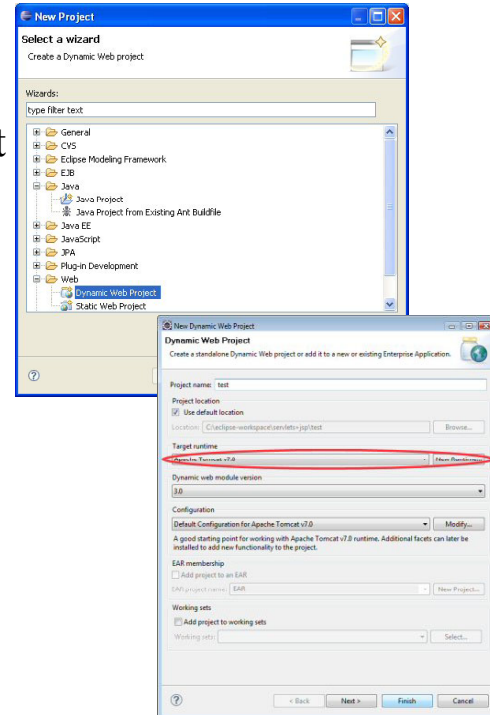 New Project
Select a wizard
Create a Dynamic Web project
Wizards:
type filter text
General
CVS
Eclipse Modeling Framework
EJB
Java
Java Project
Java Project from Existing Ant Buildfile
Java EE
JavaScript
JPA
Plug-in Development
Web
Dynamic Web Project
Static Web Project
t
New Dynamic Web Project
Dynamic Web Project
Create a standalone Dynamic Web project or add it to a new or existing Enterprise Application.
Project name: test
Project location
Use default location
Location: C:\eclipse-workspace\servlets+jsp\test Browse...
Target runtime
Apache Tomcat v7.0 New Runtime...
Dynamic web module version
3.0
Configuration
Default Configuration for Apache Tomcat v7.0 Modify...
A good starting point for working with Apache Tomcat v7.0 runtime. Additional facets can later be
installed to add new functionality to the project.
EAR membership
Add project to an EAR
EAR project name: EAR New Project...
Working sets
Add project to working sets
Working sets: Select...
? < Back Next > Finish Cancel
?